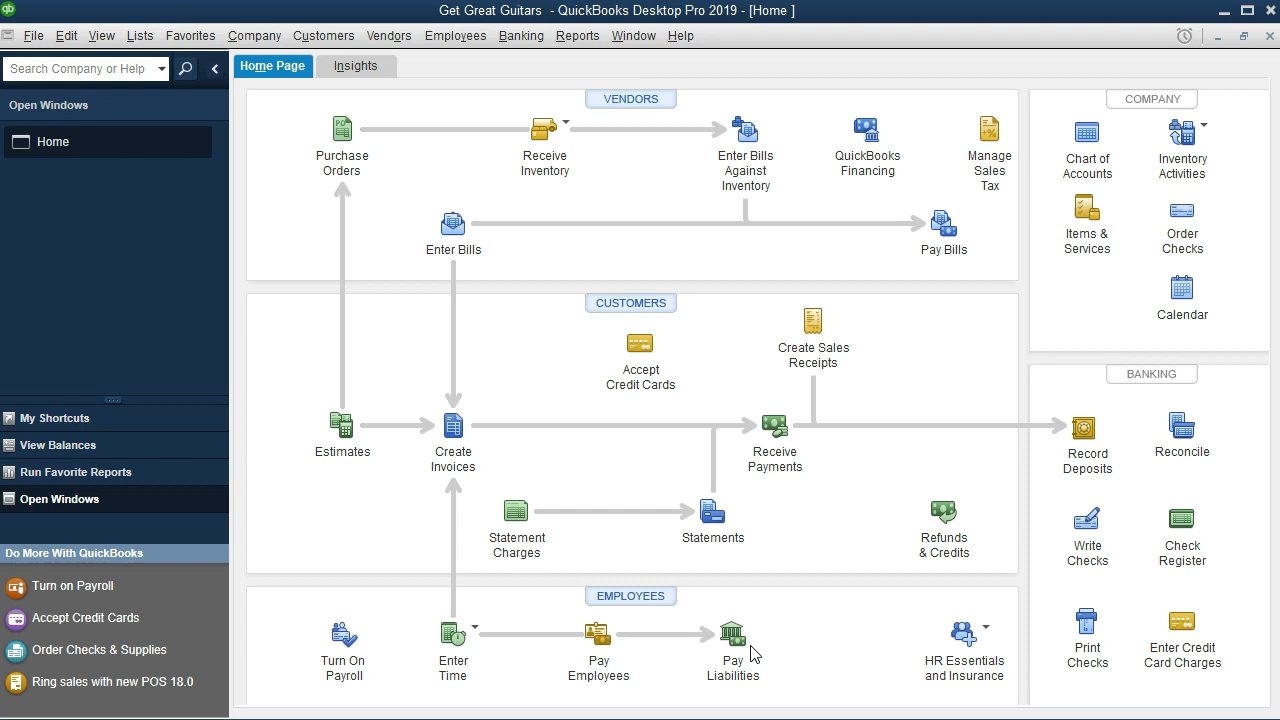 Get Great Guitars - QuickBooks Desktop Pro 2019 - [Home ]
File Edit View Lists Favorites Company Customers Vendors Employees Banking Reports Window Help
Search Company or Help
Open Windows
Home
My Shortcuts
View Balances
Run Favorite Reports
Open Windows
Do More With QuickBooks
Turn on Payroll
Accept Credit Cards
Order Checks & Supplies
Ring sales with new POS 18.0
Home Page
Insights
VENDORS
PO
Purchase
Orders
Receive
Inventory
Enter Bills
Against
Inventory
QuickBooks
Financing
Manage
Sales
Tax
Enter Bills
Pay Bills
CUSTOMERS
Accept
Credit Cards
Create Sales
Receipts
Estimates
Create
Invoices
Receive
Payments
Statement
Charges
Statements
Refunds
& Credits
EMPLOYEES
Turn On
Payroll
Enter
Time
Pay
Employees
Pay
Liabilities
HR Essentials
and Insurance
COMPANY
Chart of
Accounts
Inventory
Activities
Items &
Services
Order
Checks
Calendar
BANKING
Record
Deposits
Reconcile
Write
Checks
Check
Register
Print
Checks
Enter Credit
Card Charges